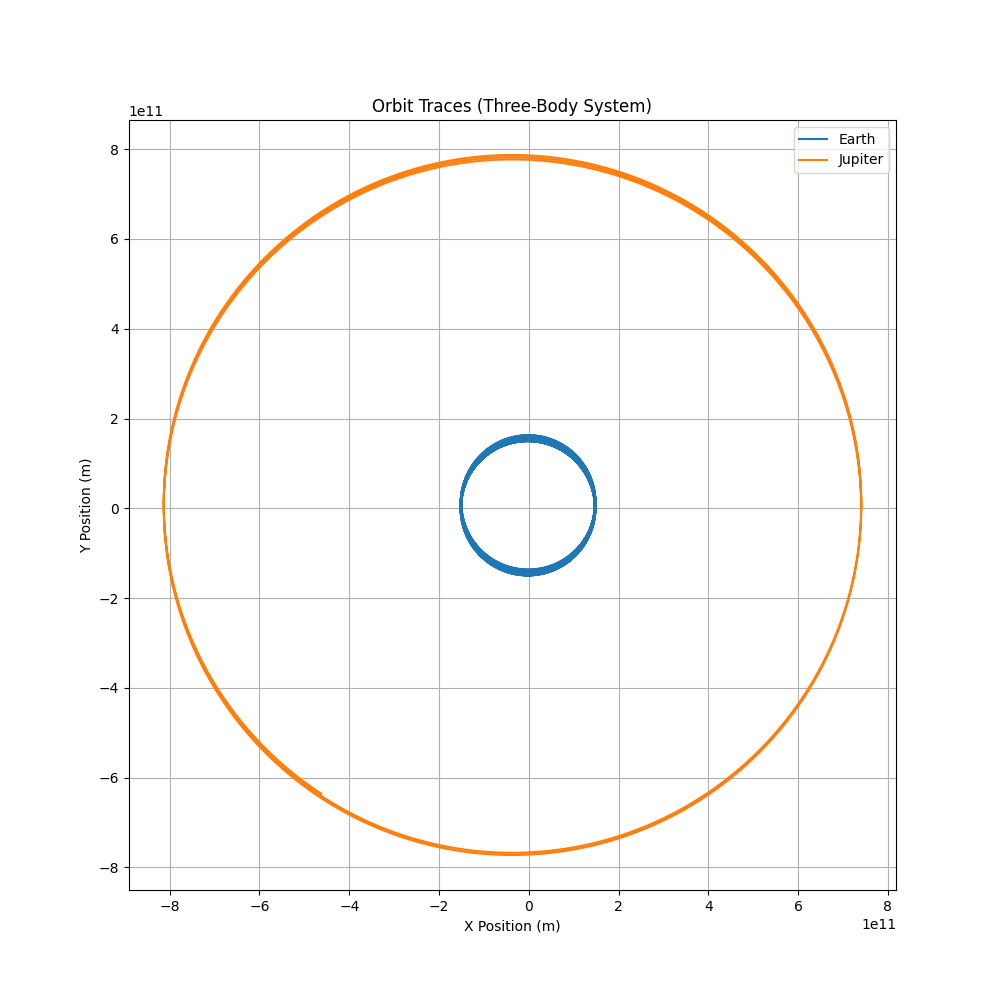 Orbit Traces (Three-Body System)
1e11
Earth
Jupiter
8
6
4
2
0
−2
−4
−6
−8
Y Position (m)
−8 −6 −4 −2 0 2 4 6 8
X Position (m)
1e11